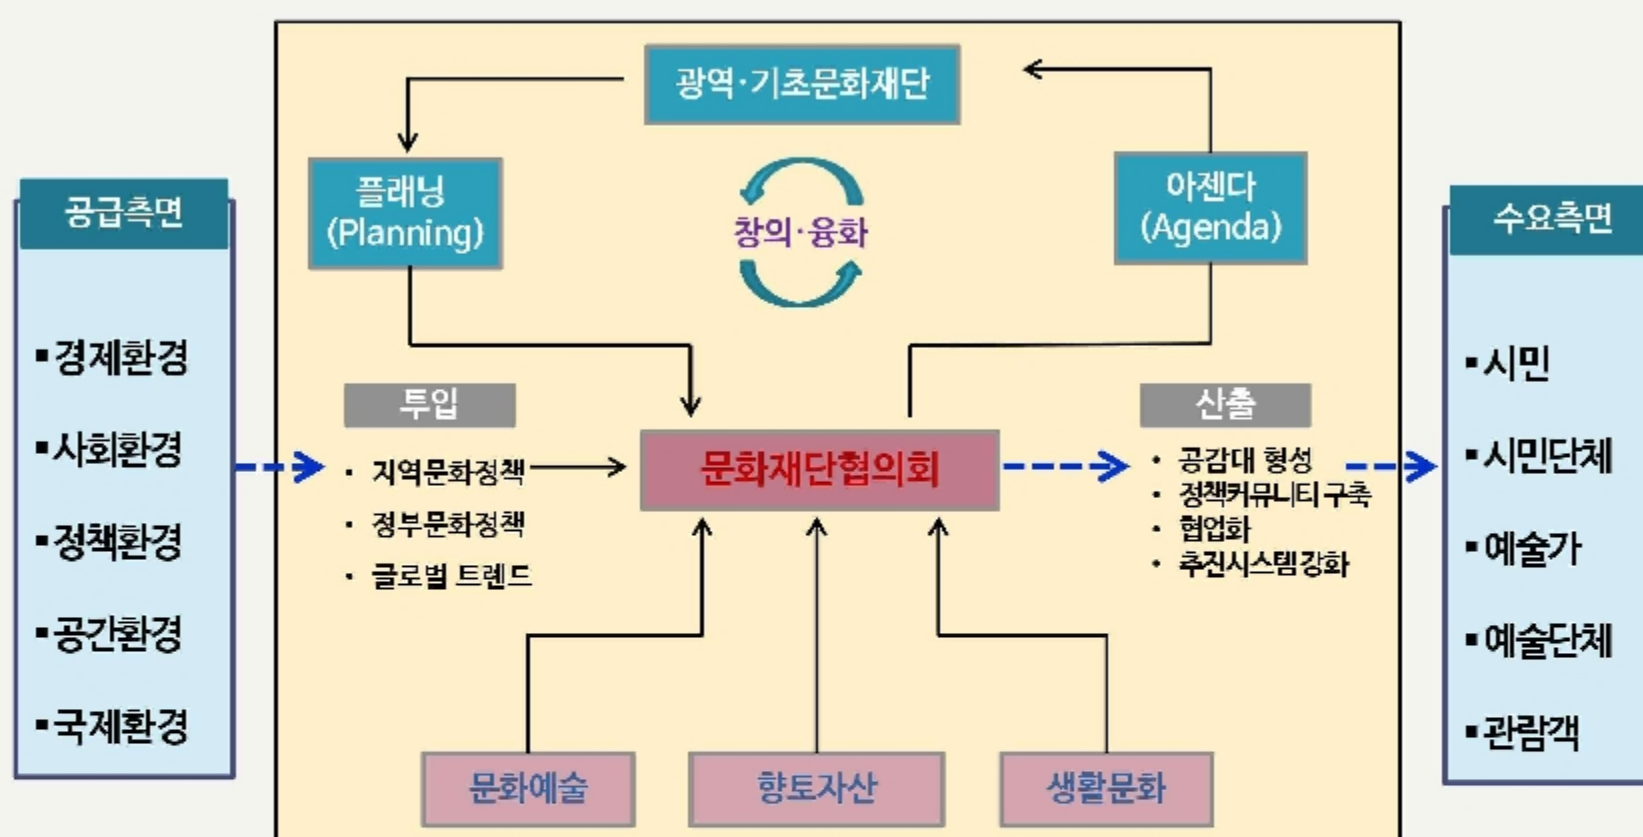 광역·기초문화재단
플래닝
(Planning)
아젠다
(Agenda)
창의·융화
공급측면
▪경제환경
▪사회환경
▪정책환경
▪공간환경
▪국제환경
투입
• 지역문화정책
• 정부문화정책
• 글로벌 트렌드
문화재단협의회
산출
• 공감대 형성
• 정책커뮤니티 구축
• 협업화
• 추진시스템강화
수요측면
▪시민
▪시민단체
▪예술가
▪예술단체
▪관람객
문화예술
향토자산
생활문화